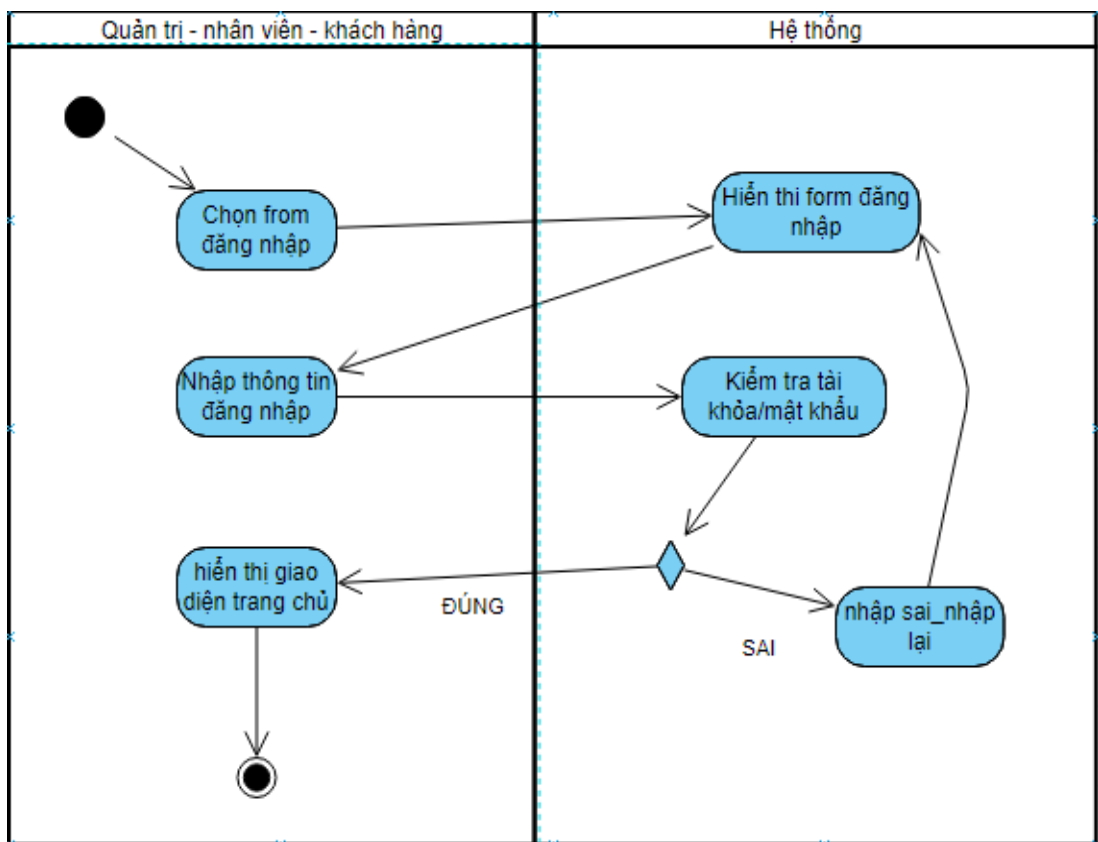 Quản trị - nhân viên - khách hàng
Hệ thống
Chọn from
đăng nhập
Hiển thi form đăng
nhập
Nhập thông tin
đăng nhập
Kiểm tra tài
khỏa/mật khẩu
hiển thị giao
diện trang chủ
ĐÚNG
SAI
nhập sai_nhập
lại